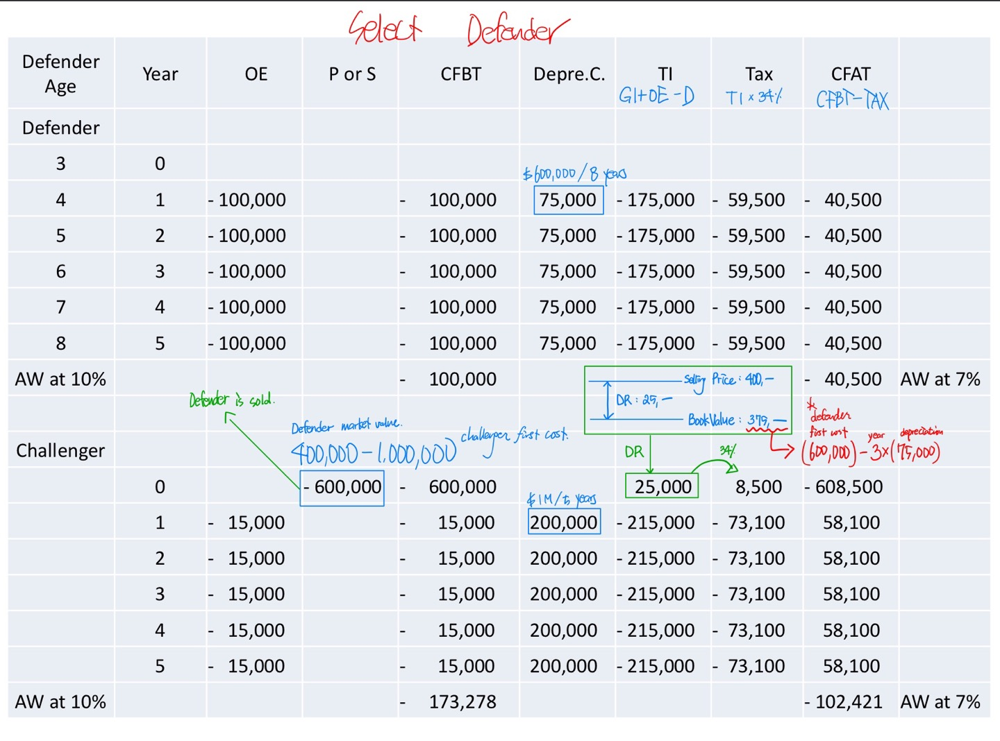 Select Defender
Defender Age Year OE P or S CFBT Depre.C. TI Tax CFAT
GI+OE-D TI×34% CFBT-TAX
Defender
3 0
$600,000/8 years
4 1 - 100,000 - 100,000 75,000 - 175,000 - 59,500 - 40,500
5 2 - 100,000 - 100,000 75,000 - 175,000 - 59,500 - 40,500
6 3 - 100,000 - 100,000 75,000 - 175,000 - 59,500 - 40,500
7 4 - 100,000 - 100,000 75,000 - 175,000 - 59,500 - 40,500
8 5 - 100,000 - 100,000 75,000 - 175,000 - 59,500 - 40,500
AW at 10% - 100,000 - 40,500 AW at 7%
Selling Price : 400,-
DR : 25,-
Book Value : 375,-
Defender is sold.
Defender market value.
400,000-1,000,000) challenger first cost.
* defender first cost year depreciation
(600,000)-3×(75,000)
Challenger
DR 34%
0 - 600,000 - 600,000 25,000 8,500 - 608,500
$1M/5 years
1 - 15,000 - 15,000 200,000 - 215,000 - 73,100 58,100
2 - 15,000 - 15,000 200,000 - 215,000 - 73,100 58,100
3 - 15,000 - 15,000 200,000 - 215,000 - 73,100 58,100
4 - 15,000 - 15,000 200,000 - 215,000 - 73,100 58,100
5 - 15,000 - 15,000 200,000 - 215,000 - 73,100 58,100
AW at 10% - 173,278 - 102,421 AW at 7%